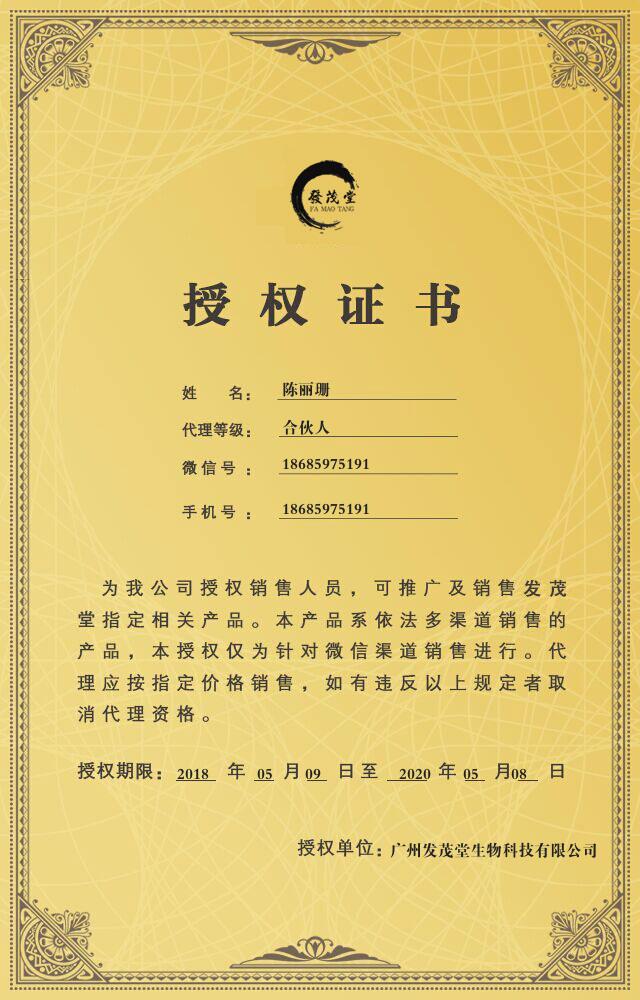 發茂堂
FA MAO TANG
授权证书
姓 名： 陈丽珊
代理等级： 合伙人
微信号： 18685975191
手机号： 18685975191
为我公司授权销售人员，可推广及销售发茂
堂指定相关产品。本产品系依法多渠道销售的
产品，本授权仅为针对微信渠道销售进行。代
理应按指定价格销售，如有违反以上规定者取
消代理资格。
授权期限：2018 年 05 月 09 日至 2020 年 05 月 08 日
授权单位：广州发茂堂生物科技有限公司